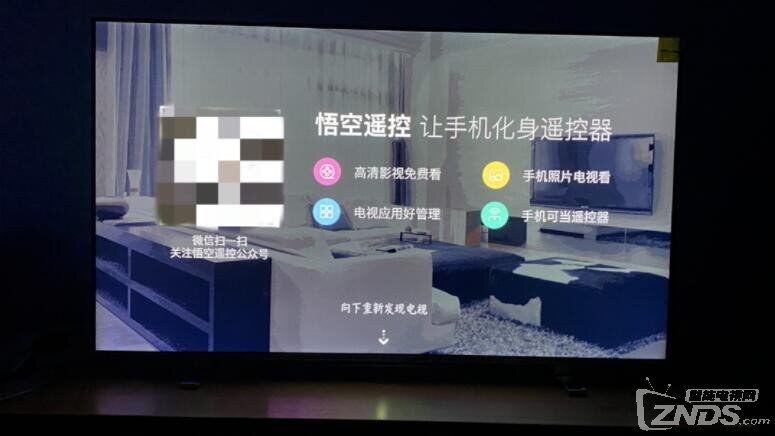 悟空遥控 让手机化身遥控器
高清影视免费看
手机照片电视看
电视应用好管理
手机可当遥控器
微信扫一扫
关注悟空遥控公众号
向下重新发现电视
智能电视网
ZNDS.com